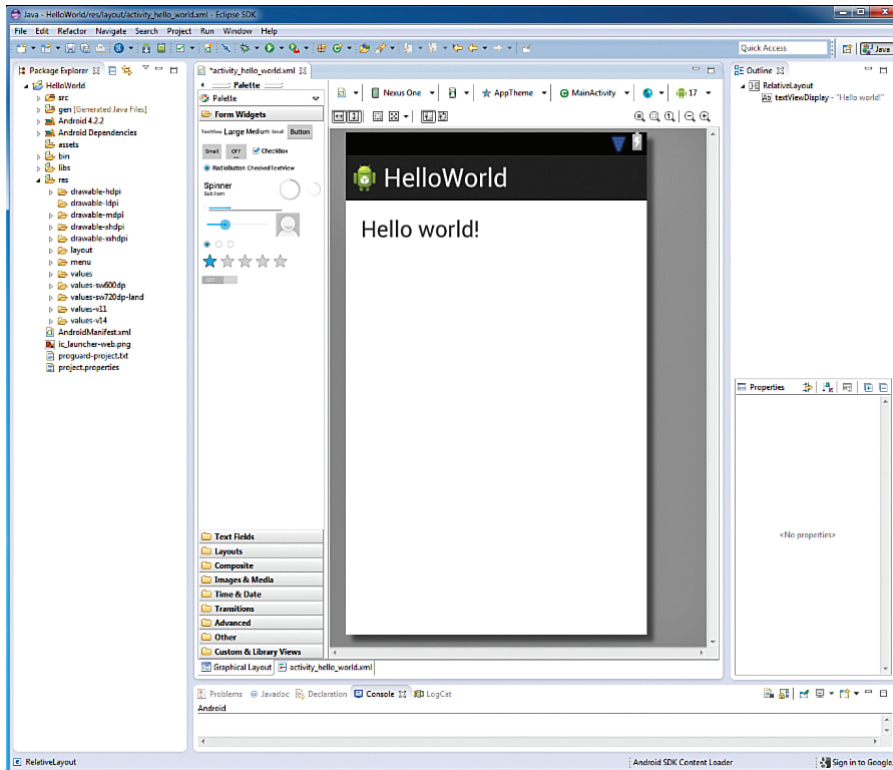 Java - HelloWorld/res/layout/activity_hello_world.xml - Eclipse SDK
File Edit Refactor Navigate Search Project Run Window Help
Quick Access
Java
Package Explorer
HelloWorld
src
gen [Generated Java Files]
Android 4.2.2
Android Dependencies
assets
bin
libs
res
drawable-hdpi
drawable-ldpi
drawable-mdpi
drawable-xhdpi
drawable-xxhdpi
layout
menu
values
values-sw600dp
values-sw720dp-land
values-v11
values-v14
AndroidManifest.xml
ic_launcher-web.png
proguard-project.txt
project.properties
*activity_hello_world.xml
Palette
Palette
Form Widgets
TextView Large Medium Small Button
Small OFF CheckBox
RadioButton CheckedTextView
Spinner
Sub Item
OFF
Text Fields
Layouts
Composite
Images & Media
Time & Date
Transitions
Advanced
Other
Custom & Library Views
Nexus One AppTheme MainActivity 17
HelloWorld
Hello world!
Graphical Layout activity_hello_world.xml
Outline
RelativeLayout
textViewDisplay - "Hello world!"
Properties
<No properties>
Problems @ Javadoc Declaration Console LogCat
Android
RelativeLayout
Android SDK Content Loader
Sign in to Google